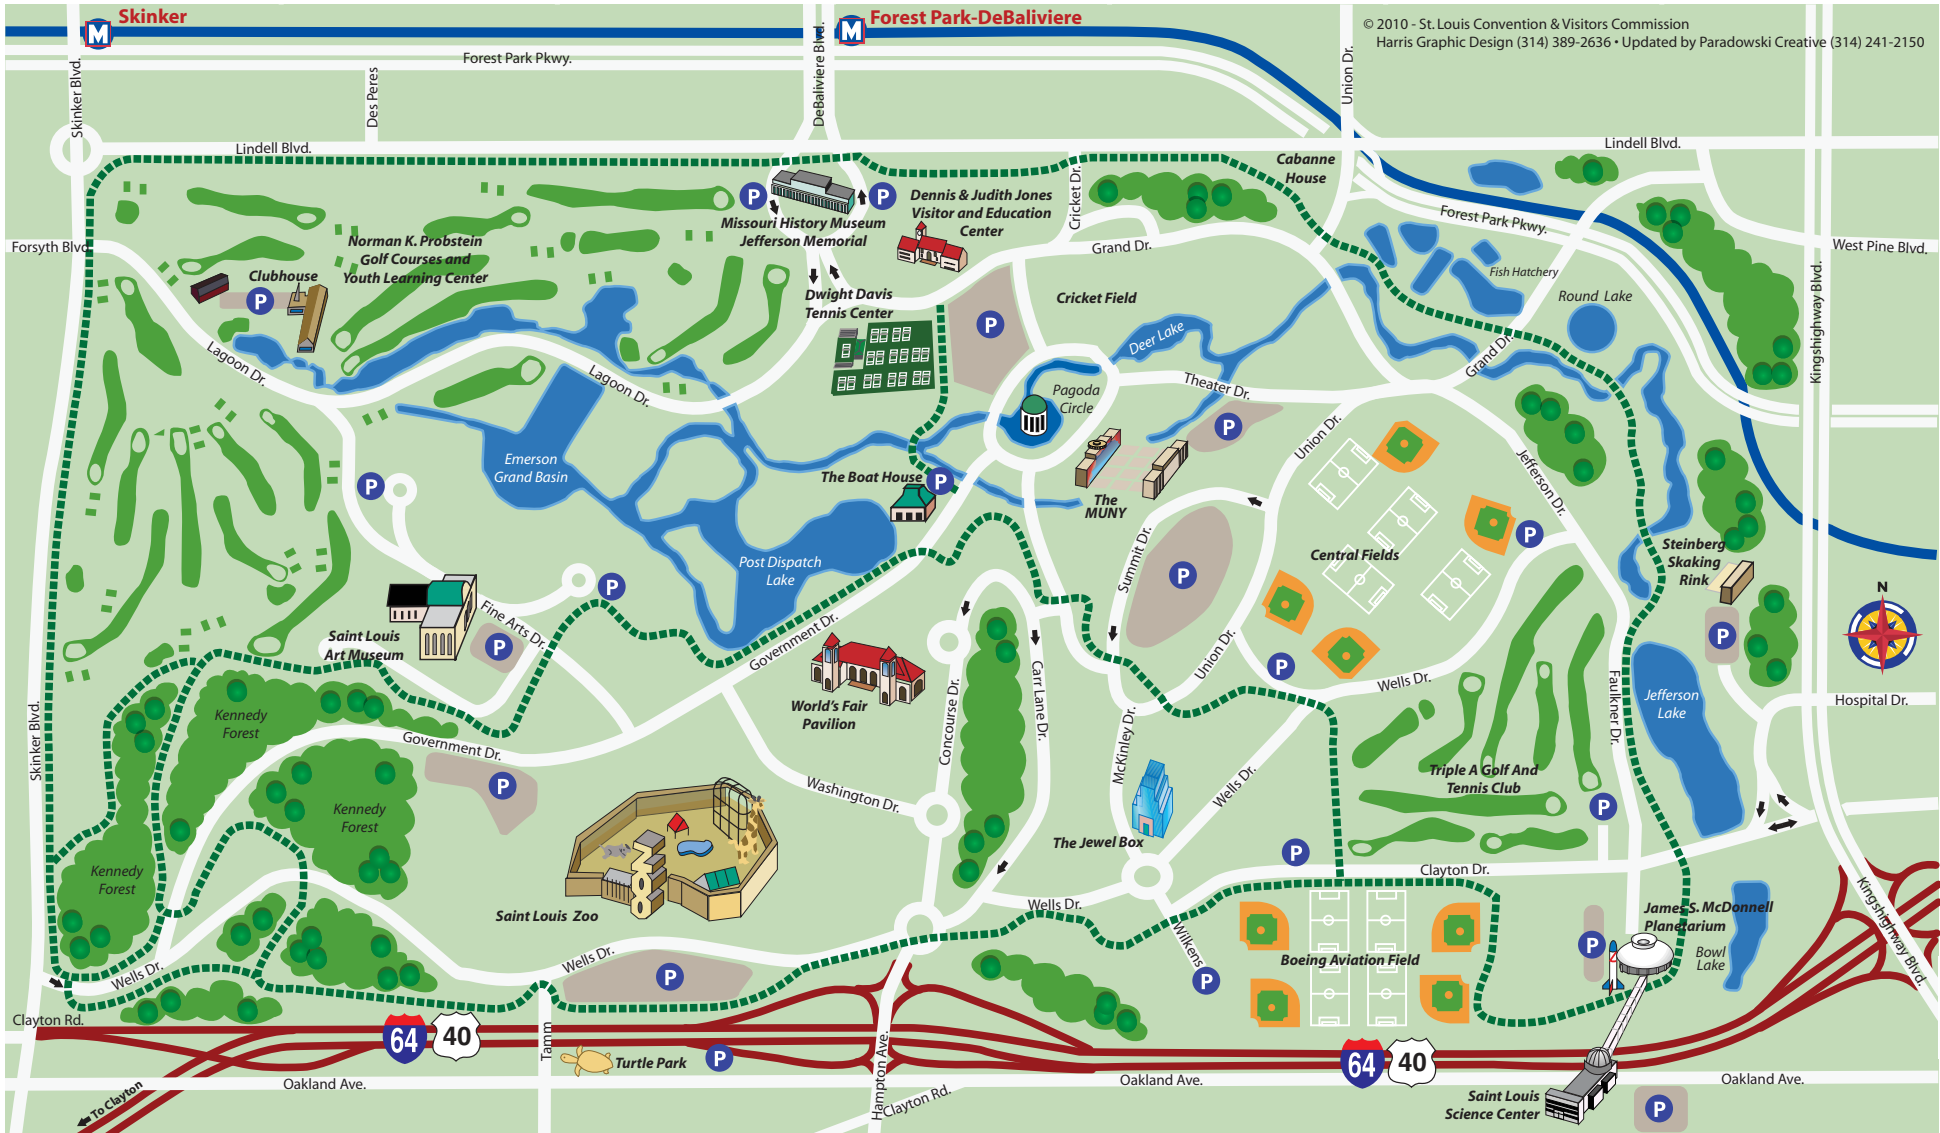 Skinker
M
Forest Park-DeBaliviere
M
© 2010 - St. Louis Convention & Visitors Commission
Harris Graphic Design (314) 389-2636 • Updated by Paradowski Creative (314) 241-2150
Forest Park Pkwy.
Skinker Blvd.
Des Peres
DeBaliviere Blvd.
Union Dr.
Lindell Blvd.
Lindell Blvd.
Cabanne
House
P
P
Missouri History Museum
Jefferson Memorial
Dennis & Judith Jones
Visitor and Education
Center
Cricket Dr.
Grand Dr.
Forest Park Pkwy.
West Pine Blvd.
Forsyth Blvd.
Norman K. Probstein
Golf Courses and
Youth Learning Center
Clubhouse
P
Dwight Davis
Tennis Center
Cricket Field
P
Fish Hatchery
Round Lake
Kingshighway Blvd.
Lagoon Dr.
Lagoon Dr.
Deer Lake
Grand Dr.
Theater Dr.
Pagoda
Circle
P
Union Dr.
Emerson
Grand Basin
P
The Boat House
P
The
MUNY
Jefferson Dr.
P
Central Fields
Summit Dr.
P
Steinberg
Skaking
Rink
P
N
Post Dispatch
Lake
P
Fine Arts Dr.
P
Saint Louis
Art Museum
Government Dr.
World's Fair
Pavilion
Concourse Dr.
Carr Lane Dr.
Union Dr.
P
Wells Dr.
Faulkner Dr.
Jefferson
Lake
Hospital Dr.
Skinker Blvd.
Kennedy
Forest
Government Dr.
P
Kennedy
Forest
Kennedy
Forest
Washington Dr.
McKinley Dr.
Wells Dr.
The Jewel Box
Triple A Golf And
Tennis Club
P
P
Clayton Dr.
ZOO
Saint Louis Zoo
Wells Dr.
Wilkens
P
Boeing Aviation Field
P
James S. McDonnell
Planetarium
Bowl
Lake
Kingshighway Blvd.
Wells Dr.
Wells Dr.
P
Clayton Rd.
64
40
Tamm
Turtle Park
P
Hampton Ave.
64
40
Oakland Ave.
Oakland Ave.
Oakland Ave.
To Clayton
Clayton Rd.
Saint Louis
Science Center
P